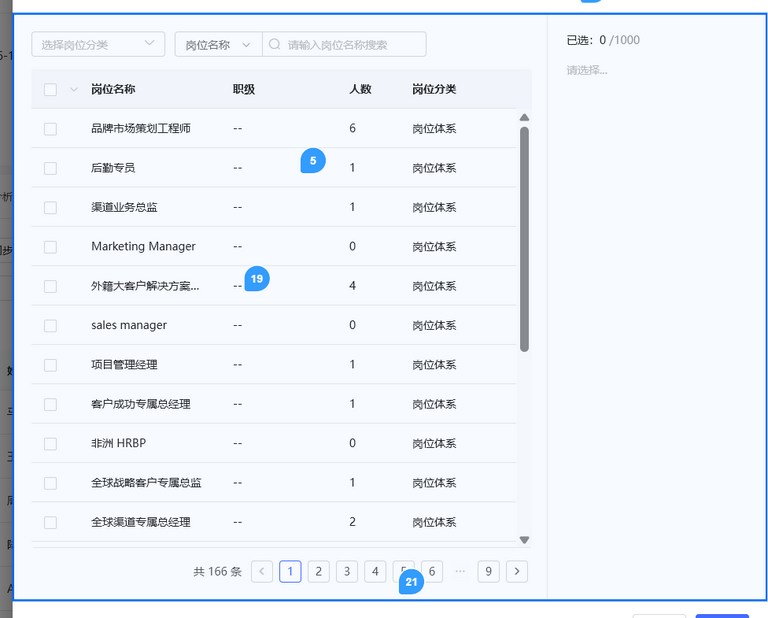 选择岗位分类 岗位名称 请输入岗位名称搜索
已选：0 /1000
请选择...
岗位名称 职级 人数 岗位分类
品牌市场策划工程师 -- 6 岗位体系
5
后勤专员 -- 1 岗位体系
渠道业务总监 -- 1 岗位体系
Marketing Manager -- 0 岗位体系
19
外籍大客户解决方案... -- 4 岗位体系
sales manager -- 0 岗位体系
项目管理经理 -- 1 岗位体系
客户成功专属总经理 -- 1 岗位体系
非洲 HRBP -- 0 岗位体系
全球战略客户专属总监 -- 1 岗位体系
全球渠道专属总经理 -- 2 岗位体系
共 166 条 1 2 3 4 6 ··· 9
21